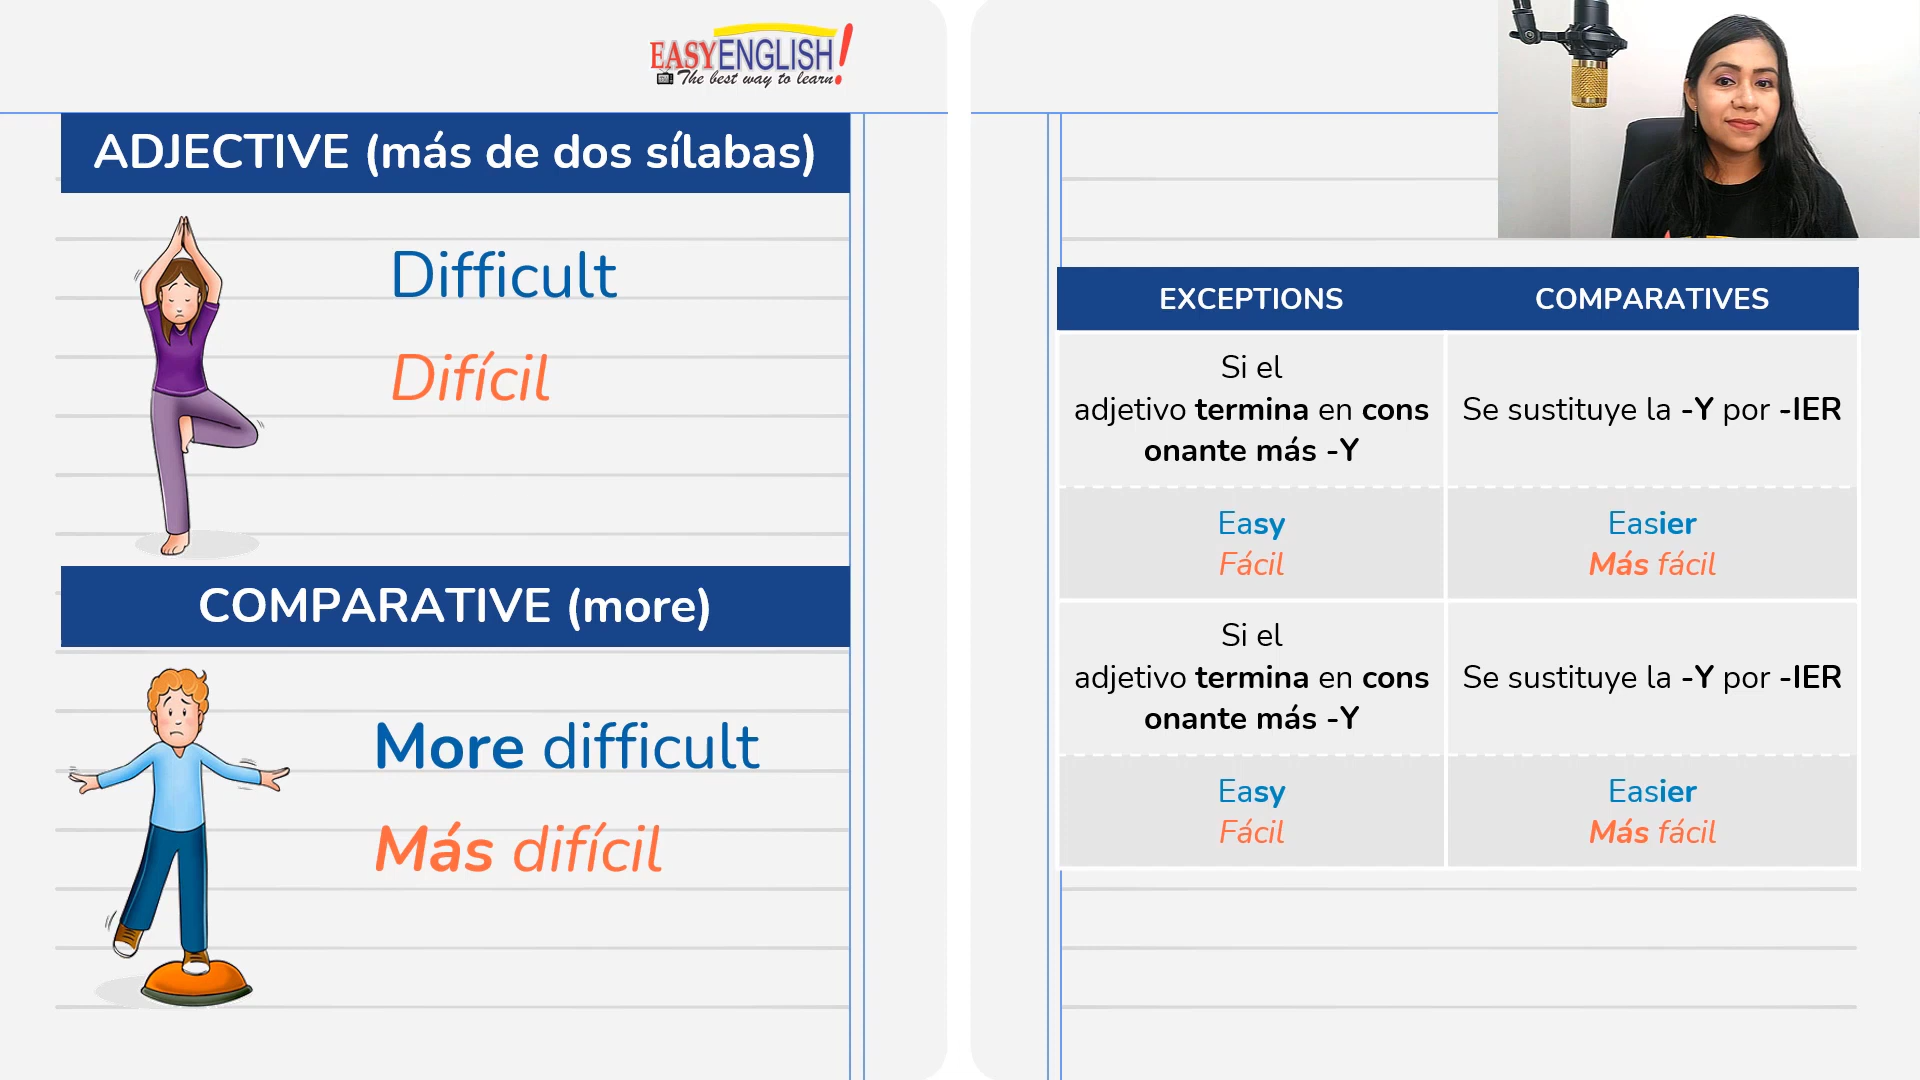 EASYENGLISH!
The best way to learn!
ADJECTIVE (más de dos sílabas)
Difficult
Difícil
COMPARATIVE (more)
More difficult
Más difícil
EXCEPTIONS
COMPARATIVES
Si el
adjetivo termina en cons
onante más -Y
Se sustituye la -Y por -IER
Easy
Fácil
Easier
Más fácil
Si el
adjetivo termina en cons
onante más -Y
Se sustituye la -Y por -IER
Easy
Fácil
Easier
Más fácil